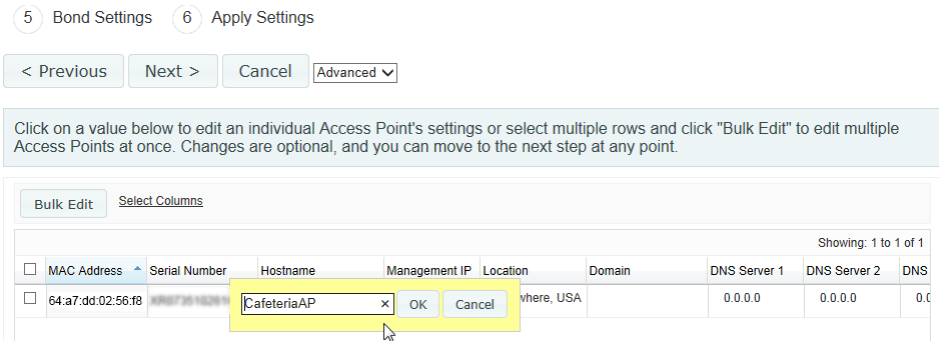 5 Bond Settings 6 Apply Settings
< Previous Next > Cancel Advanced
Click on a value below to edit an individual Access Point's settings or select multiple rows and click "Bulk Edit" to edit multiple
Access Points at once. Changes are optional, and you can move to the next step at any point.
Bulk Edit Select Columns
Showing: 1 to 1 of 1
MAC Address Serial Number Hostname Management IP Location Domain DNS Server 1 DNS Server 2 DNS
64:a7:dd:02:56:f8 CafeteriaAP × OK Cancel where, USA 0.0.0.0 0.0.0.0 0.0